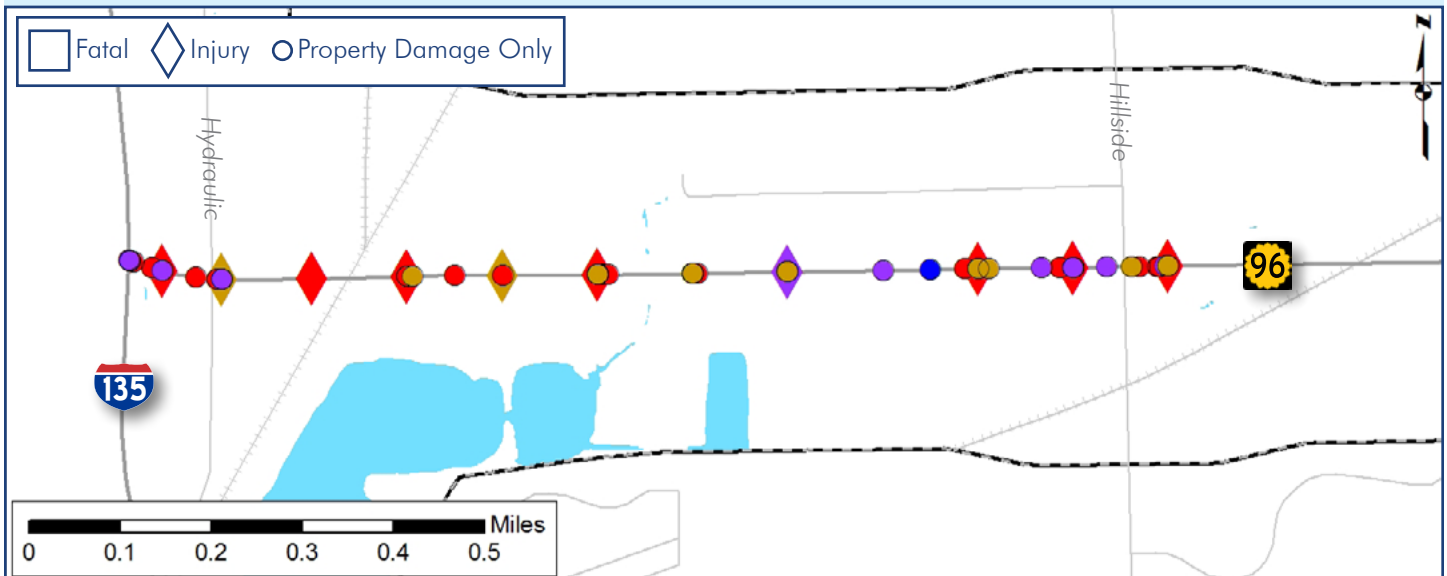 Fatal Injury Property Damage Only
Z
Hydraulic
Hillside
96
135
Miles
0 0.1 0.2 0.3 0.4 0.5